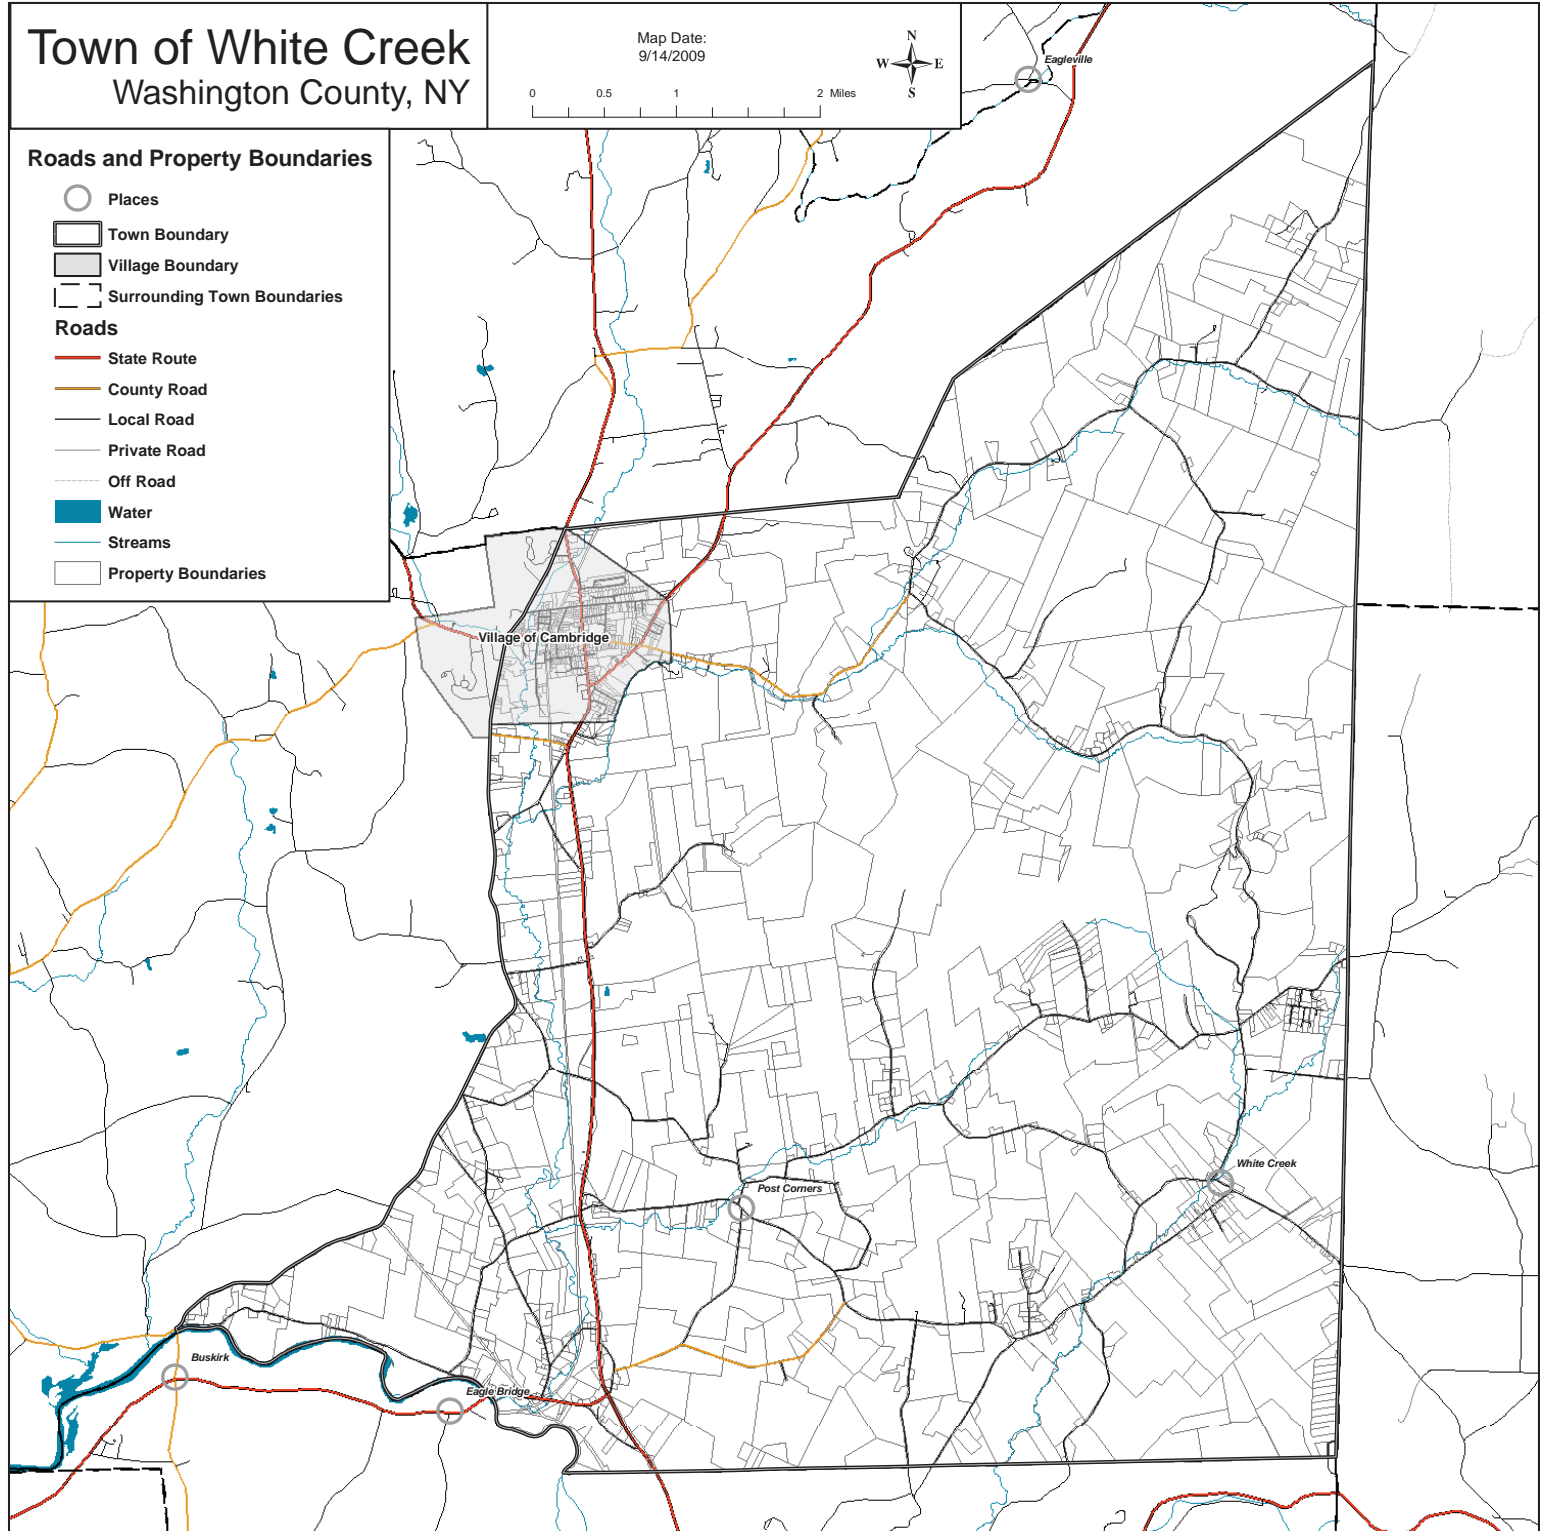 Town of White Creek
Washington County, NY
Map Date:
9/14/2009
N
W E
S
0 0.5 1 2 Miles
Roads and Property Boundaries
Places
Town Boundary
Village Boundary
Surrounding Town Boundaries
Roads
State Route
County Road
Local Road
Private Road
Off Road
Water
Streams
Property Boundaries
Eagleville
Village of Cambridge
White Creek
Post Corners
Buskirk
Eagle Bridge